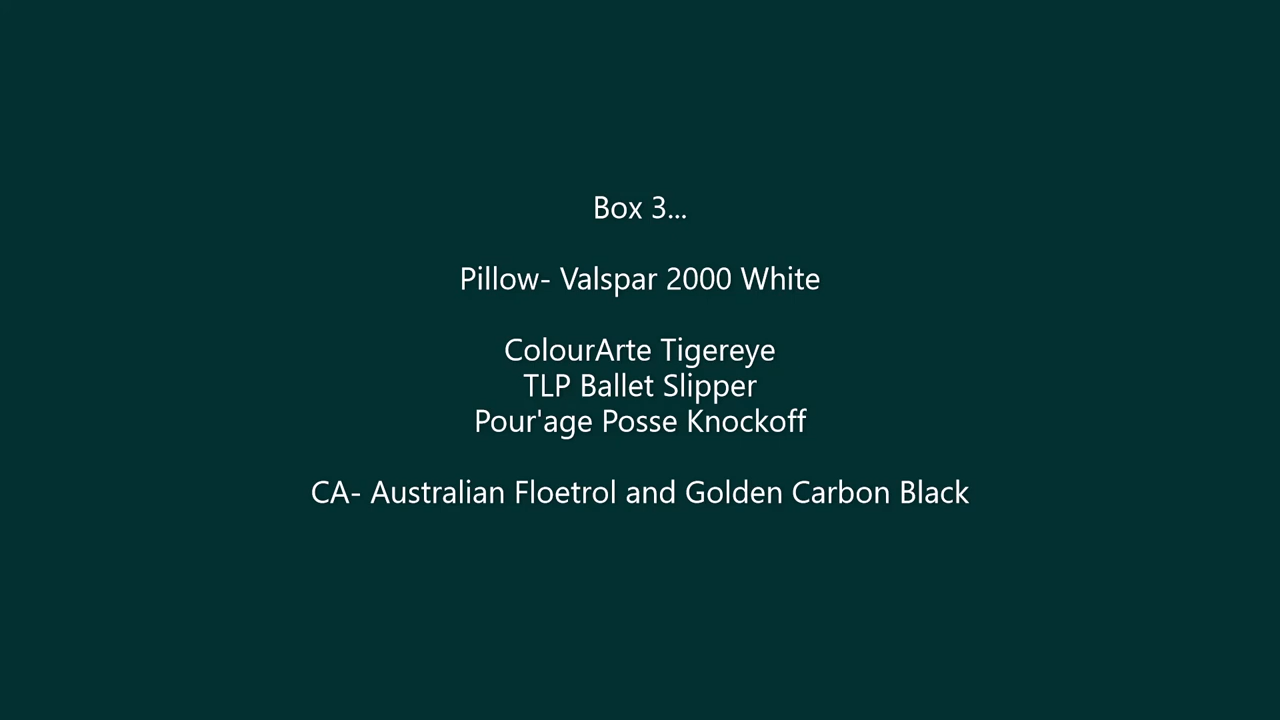 Box 3...
Pillow- Valspar 2000 White
ColourArte Tigereye
TLP Ballet Slipper
Pour'age Posse Knockoff
CA- Australian Floetrol and Golden Carbon Black